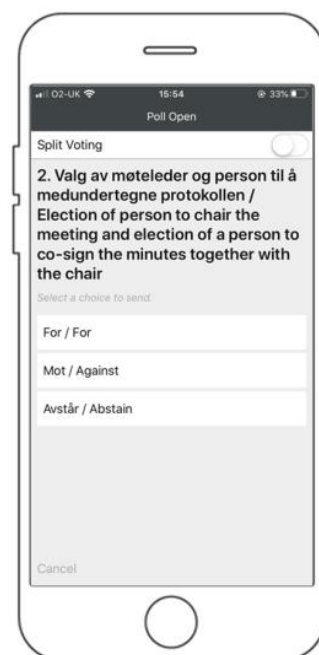 O2-UK 15:54 33%
Poll Open
Split Voting
2. Valg av møteleder og person til å
medundertegne protokollen /
Election of person to chair the
meeting and election of a person to
co-sign the minutes together with
the chair
Select a choice to send.
For / For
Mot / Against
Avstår / Abstain
Cancel